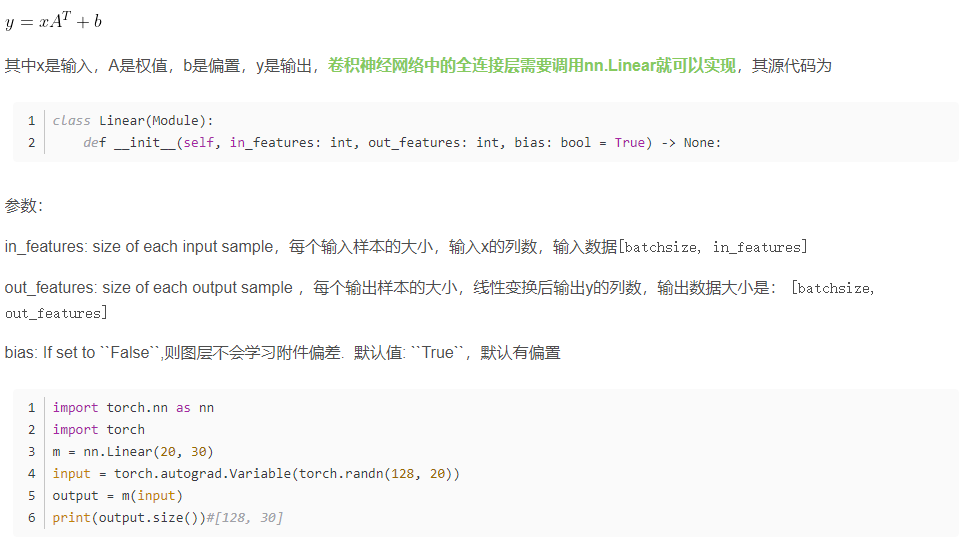 y = xA^T + b
其中x是输入，A是权值，b是偏置，y是输出，卷积神经网络中的全连接层需要调用nn.Linear就可以实现，其源代码为
1 class Linear(Module):
2     def __init__(self, in_features: int, out_features: int, bias: bool = True) -> None:
参数：
in_features: size of each input sample，每个输入样本的大小，输入x的列数，输入数据[batchsize, in_features]
out_features: size of each output sample ，每个输出样本的大小，线性变换后输出y的列数，输出数据大小是： [batchsize,
out_features]
bias: If set to ``False``,则图层不会学习附件偏差. 默认值: ``True``，默认有偏置
1 import torch.nn as nn
2 import torch
3 m = nn.Linear(20, 30)
4 input = torch.autograd.Variable(torch.randn(128, 20))
5 output = m(input)
6 print(output.size())#[128, 30]